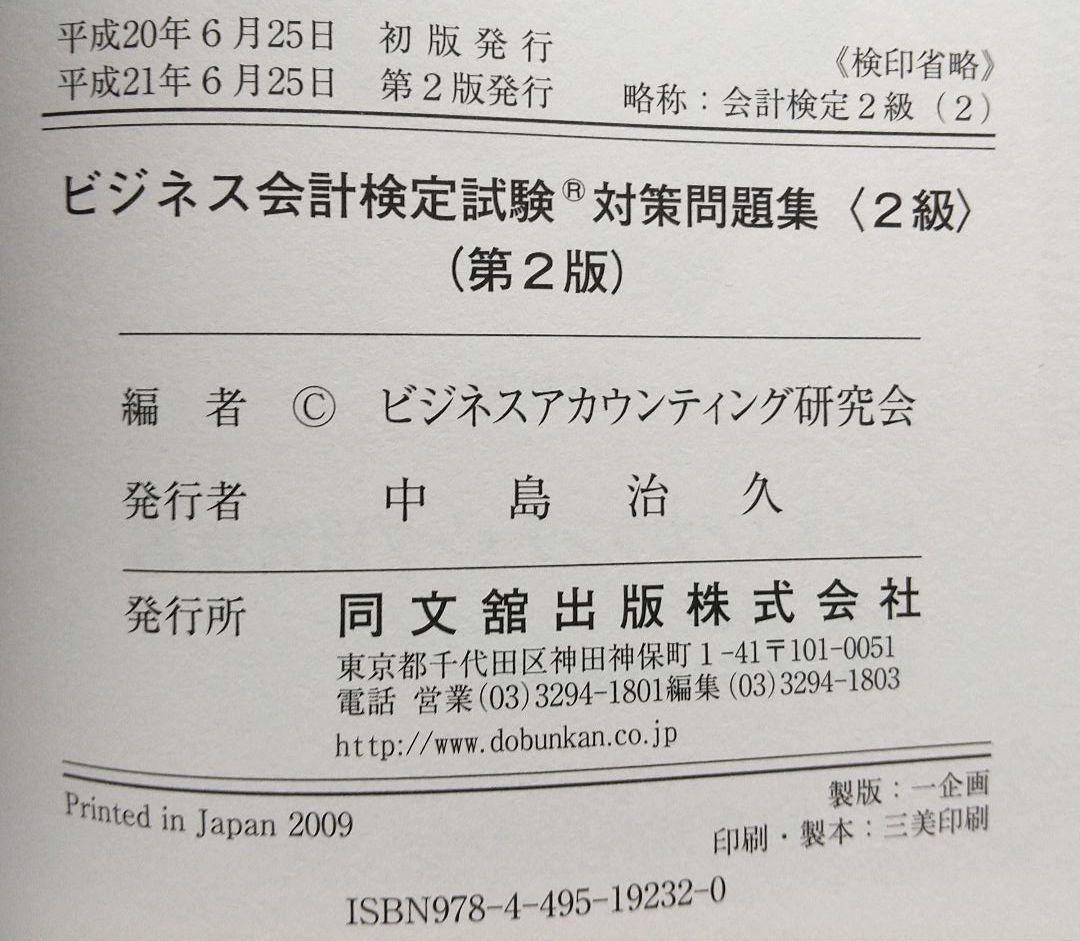 平成20年6月25日 初版発行
《検印省略》
平成21年6月25日 第2版発行
略称：会計検定2級（2）
ビジネス会計検定試験®対策問題集〈2級〉
（第2版）
編者 © ビジネスアカウンティング研究会
発行者 中島治久
発行所 同文舘出版株式会社
東京都千代田区神田神保町1-41〒101-0051
電話 営業(03)3294-1801編集(03)3294-1803
http://www.dobunkan.co.jp
Printed in Japan 2009
製版：一企画
印刷・製本：三美印刷
ISBN978-4-495-19232-0